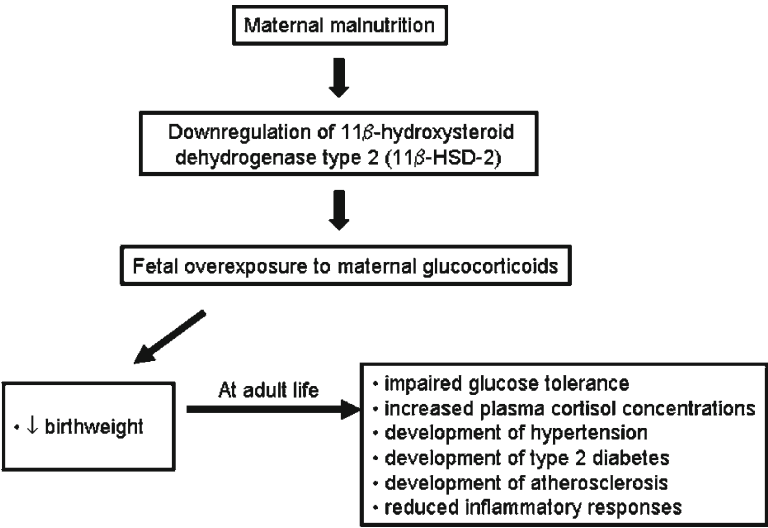 Maternal malnutrition
Downregulation of 11β-hydroxysteroid
dehydrogenase type 2 (11β-HSD-2)
Fetal overexposure to maternal glucocorticoids
• ↓ birthweight
At adult life
• impaired glucose tolerance
• increased plasma cortisol concentrations
• development of hypertension
• development of type 2 diabetes
• development of atherosclerosis
• reduced inflammatory responses